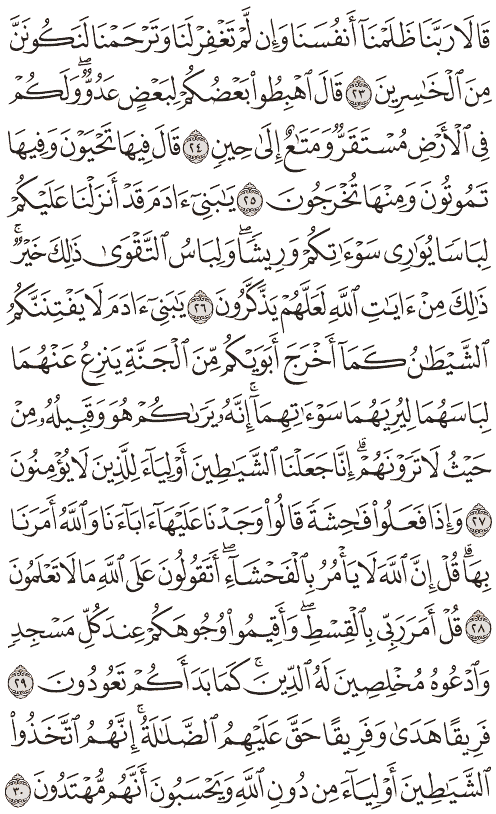 قَالَا رَبَّنَا ظَلَمْنَآ أَنفُسَنَا وَإِن لَّمْ تَغْفِرْ لَنَا وَتَرْحَمْنَا لَنَكُونَنَّ
مِنَ ٱلْخَـٰسِرِينَ ٢٣ قَالَ ٱهْبِطُوا۟ بَعْضُكُمْ لِبَعْضٍ عَدُوٌّ ۖ وَلَكُمْ
فِى ٱلْأَرْضِ مُسْتَقَرٌّ وَمَتَـٰعٌ إِلَىٰ حِينٍ ٢٤ قَالَ فِيهَا تَحْيَوْنَ وَفِيهَا
تَمُوتُونَ وَمِنْهَا تُخْرَجُونَ ٢٥ يَـٰبَنِىٓ ءَادَمَ قَدْ أَنزَلْنَا عَلَيْكُمْ
لِبَاسًا يُوَٰرِى سَوْءَٰتِكُمْ وَرِيشًا ۖ وَلِبَاسُ ٱلتَّقْوَىٰ ذَٰلِكَ خَيْرٌ ۚ
ذَٰلِكَ مِنْ ءَايَـٰتِ ٱللَّهِ لَعَلَّهُمْ يَذَّكَّرُونَ ٢٦ يَـٰبَنِىٓ ءَادَمَ لَا يَفْتِنَنَّكُمُ
ٱلشَّيْطَـٰنُ كَمَآ أَخْرَجَ أَبَوَيْكُم مِّنَ ٱلْجَنَّةِ يَنزِعُ عَنْهُمَا
لِبَاسَهُمَا لِيُرِيَهُمَا سَوْءَٰتِهِمَآ ۗ إِنَّهُۥ يَرَىٰكُمْ هُوَ وَقَبِيلُهُۥ مِنْ
حَيْثُ لَا تَرَوْنَهُمْ ۗ إِنَّا جَعَلْنَا ٱلشَّيَـٰطِينَ أَوْلِيَآءَ لِلَّذِينَ لَا يُؤْمِنُونَ
٢٧ وَإِذَا فَعَلُوا۟ فَـٰحِشَةً قَالُوا۟ وَجَدْنَا عَلَيْهَآ ءَابَآءَنَا وَٱللَّهُ أَمَرَنَا
بِهَا ۗ قُلْ إِنَّ ٱللَّهَ لَا يَأْمُرُ بِٱلْفَحْشَآءِ ۖ أَتَقُولُونَ عَلَى ٱللَّهِ مَا لَا تَعْلَمُونَ
٢٨ قُلْ أَمَرَ رَبِّى بِٱلْقِسْطِ ۖ وَأَقِيمُوا۟ وُجُوهَكُمْ عِندَ كُلِّ مَسْجِدٍ
وَٱدْعُوهُ مُخْلِصِينَ لَهُ ٱلدِّينَ ۚ كَمَا بَدَأَكُمْ تَعُودُونَ ٢٩
فَرِيقًا هَدَىٰ وَفَرِيقًا حَقَّ عَلَيْهِمُ ٱلضَّلَـٰلَةُ ۗ إِنَّهُمُ ٱتَّخَذُوا۟
ٱلشَّيَـٰطِينَ أَوْلِيَآءَ مِن دُونِ ٱللَّهِ وَيَحْسَبُونَ أَنَّهُم مُّهْتَدُونَ ٣٠